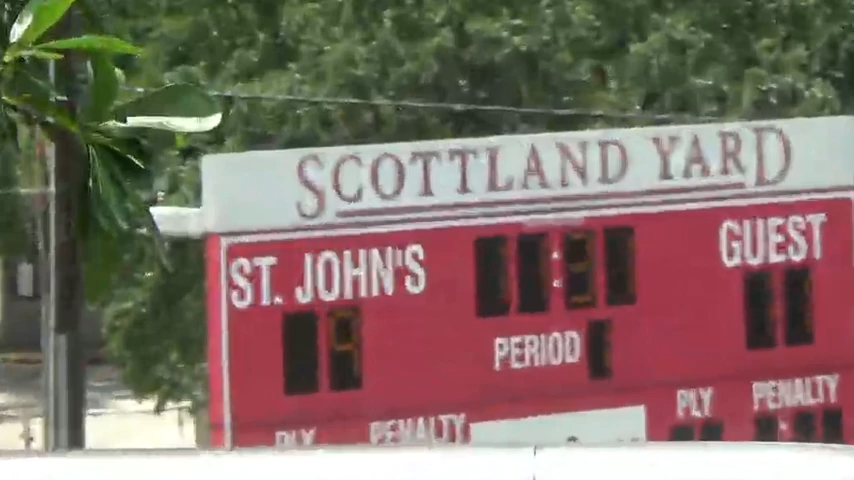 SCOTTLAND YARD
ST. JOHN'S
GUEST
PERIOD
PLY PENALTY
PLY PENALTY